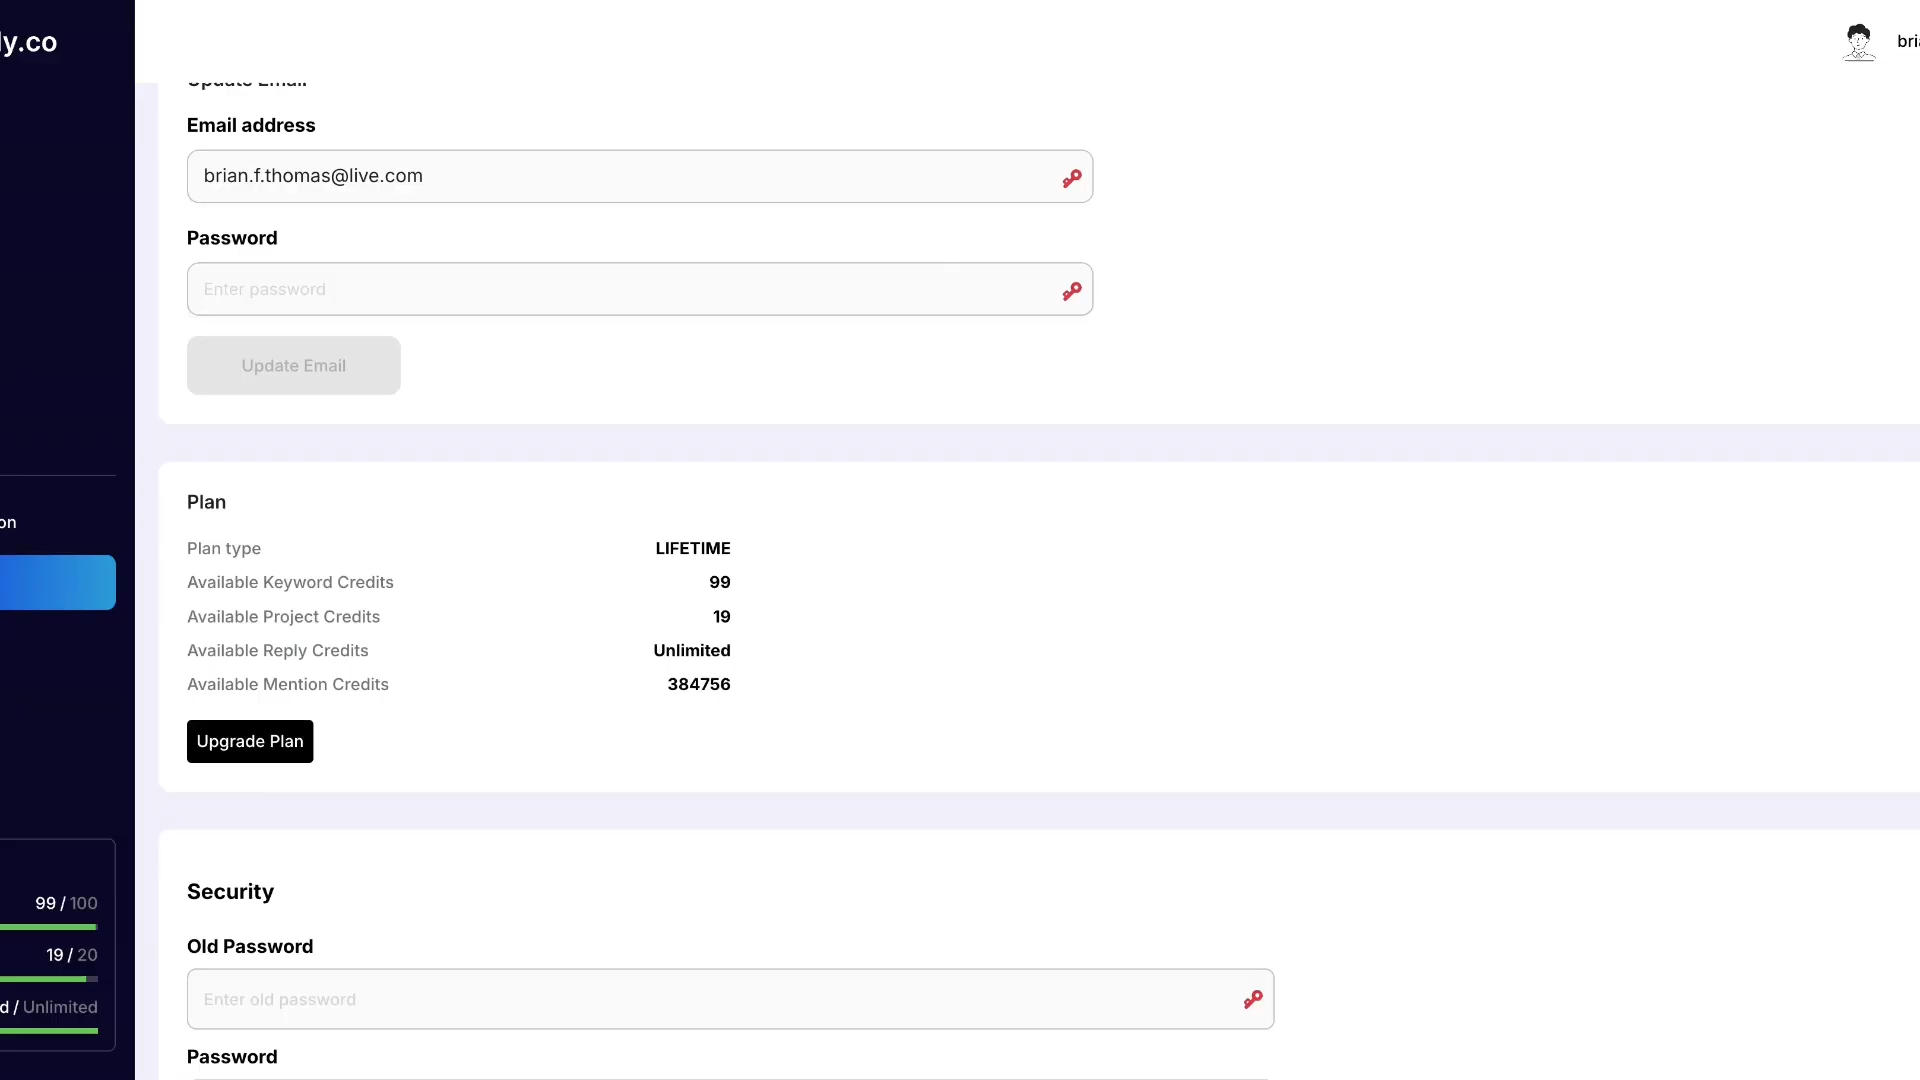 ly.co
bri
Update Email
Email address
brian.f.thomas@live.com
Password
Enter password
Update Email
on
Plan
Plan type LIFETIME
Available Keyword Credits 99
Available Project Credits 19
Available Reply Credits Unlimited
Available Mention Credits 384756
Upgrade Plan
99 / 100
19 / 20
d / Unlimited
Security
Old Password
Enter old password
Password